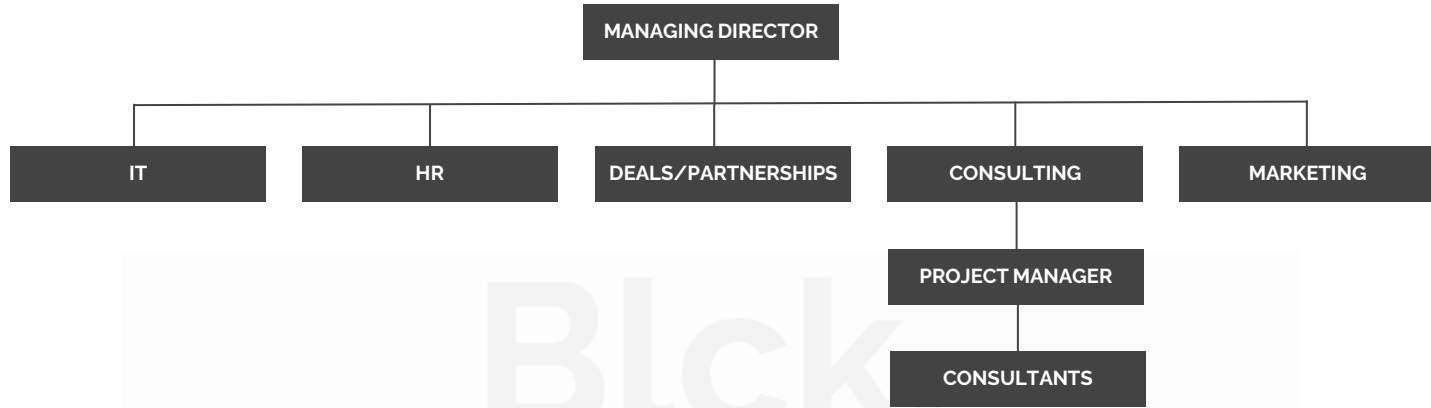 MANAGING DIRECTOR
IT
HR
DEALS/PARTNERSHIPS
CONSULTING
MARKETING
PROJECT MANAGER
CONSULTANTS
Blck